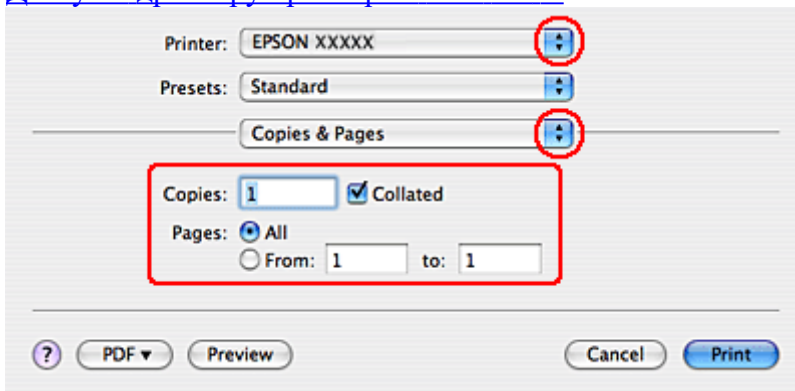 Printer: EPSON XXXXX
Presets: Standard
Copies & Pages
Copies: 1 Collated
Pages: All
From: 1 to: 1
? PDF Preview Cancel Print